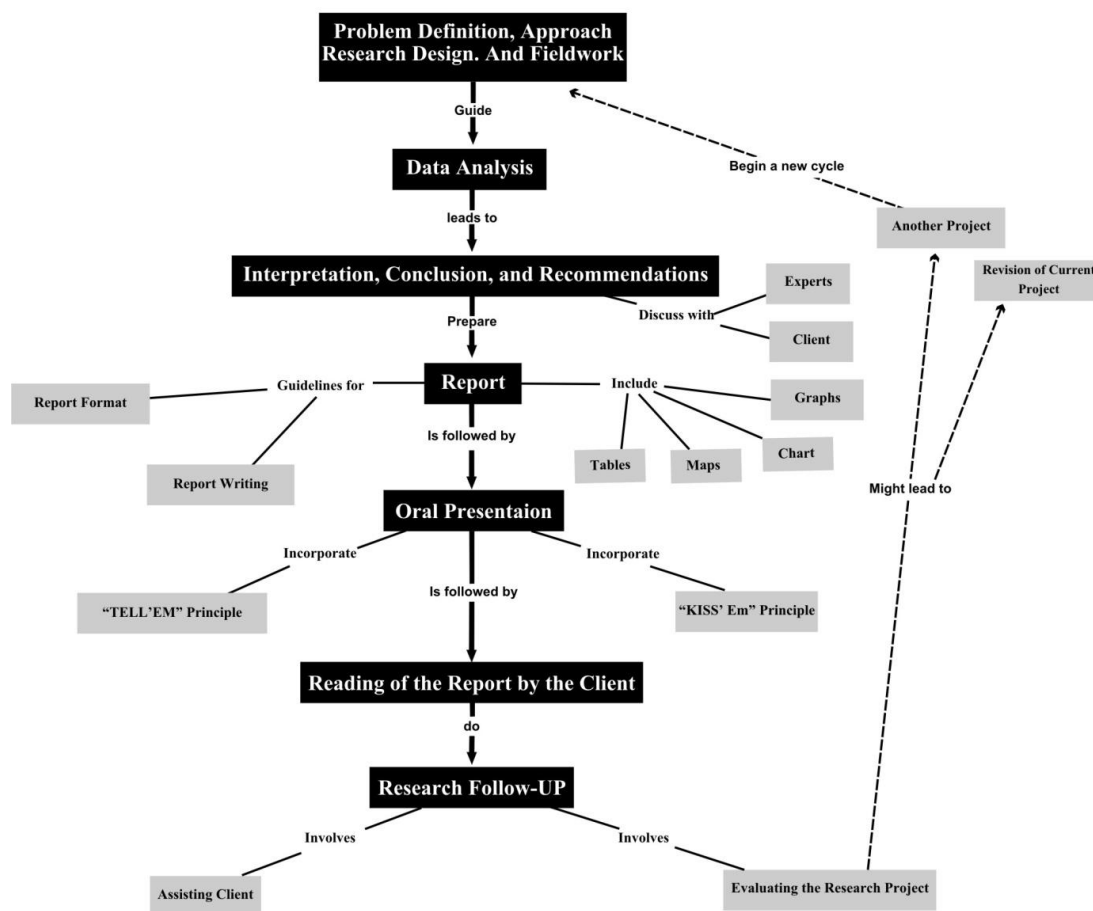 Problem Definition, Approach
Research Design. And Fieldwork
Guide
Data Analysis
Begin a new cycle
leads to
Another Project
Interpretation, Conclusion, and Recommendations
Experts
Revision of Current
Project
Discuss with
Prepare
Client
Report
Guidelines for
Include
Report Format
Graphs
Is followed by
Chart
Tables
Maps
Report Writing
Might lead to
Oral Presentaion
Incorporate
Incorporate
Is followed by
“TELL’EM” Principle
“KISS’ Em” Principle
Reading of the Report by the Client
do
Research Follow-UP
Involves
Involves
Assisting Client
Evaluating the Research Project